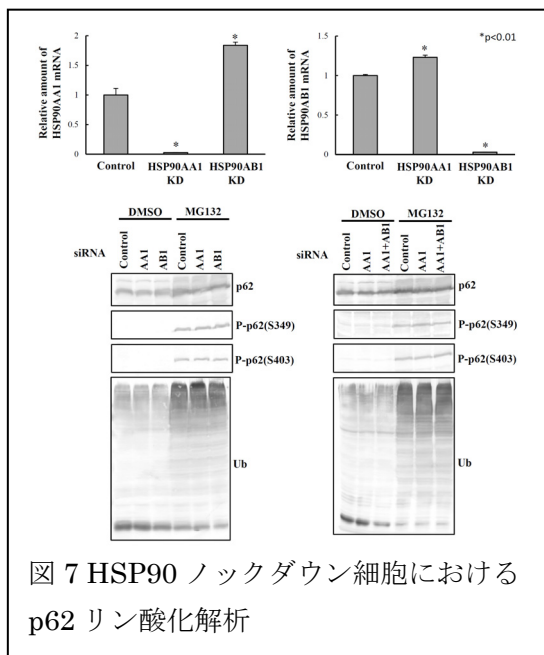 Relative amount of
HSP90AA1 mRNA
2
1.5
1
0.5
0
*
*
Control
HSP90AA1
KD
HSP90AB1
KD
Relative amount of
HSP90AB1 mRNA
1.5
1
0.5
0
*
*
*p<0.01
Control
HSP90AA1
KD
HSP90AB1
KD
DMSO
MG132
siRNA
Control
AA1
AB1
Control
AA1
AB1
p62
P-p62(S349)
P-p62(S403)
Ub
DMSO
MG132
siRNA
Control
AA1
AA1+AB1
Control
AA1
AA1+AB1
p62
P-p62(S349)
P-p62(S403)
Ub
図 7 HSP90 ノックダウン細胞における
p62 リン酸化解析